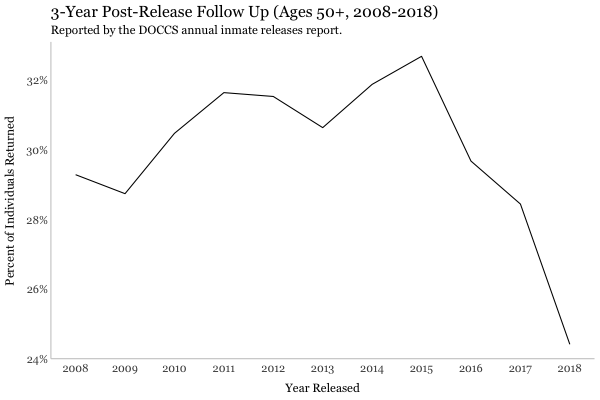 3-Year Post-Release Follow Up (Ages 50+, 2008-2018)
Reported by the DOCCS annual inmate releases report.
Percent of Individuals Returned
32%
30%
28%
26%
24%
2008 2009 2010 2011 2012 2013 2014 2015 2016 2017 2018
Year Released